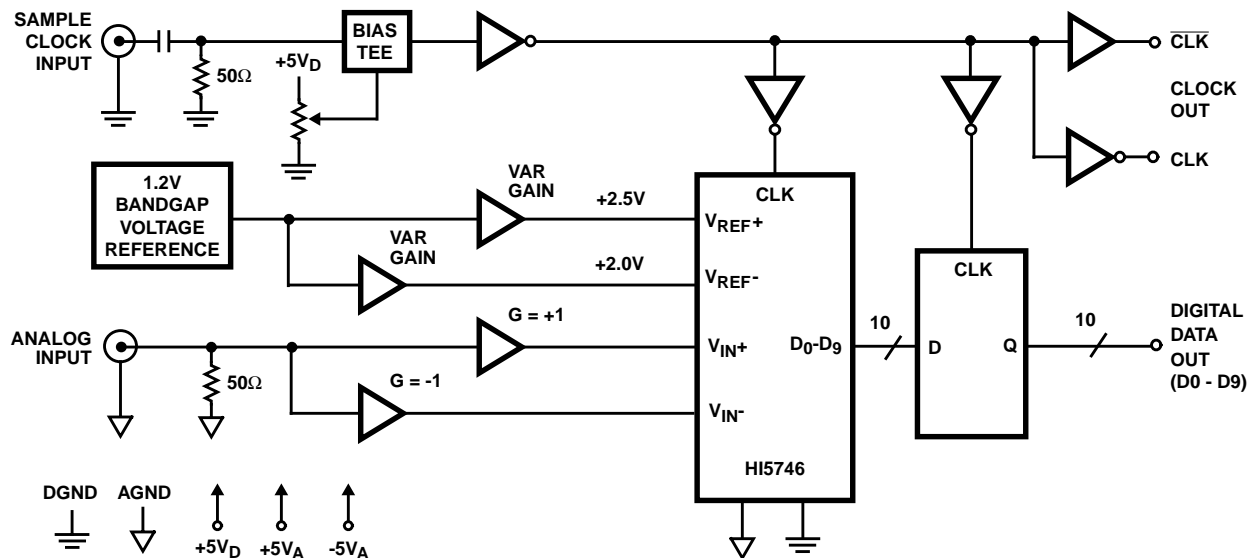 SAMPLE
CLOCK
INPUT
50Ω
+5VD
BIAS
TEE
CLK
CLOCK
OUT
CLK
1.2V
BANDGAP
VOLTAGE
REFERENCE
VAR
GAIN
+2.5V
VAR
GAIN
+2.0V
CLK
VREF+
VREF-
VIN+
VIN-
D0-D9
HI5746
CLK
D
Q
10
10
DIGITAL
DATA
OUT
(D0 - D9)
ANALOG
INPUT
50Ω
G = +1
G = -1
DGND
AGND
+5VD
+5VA
-5VA